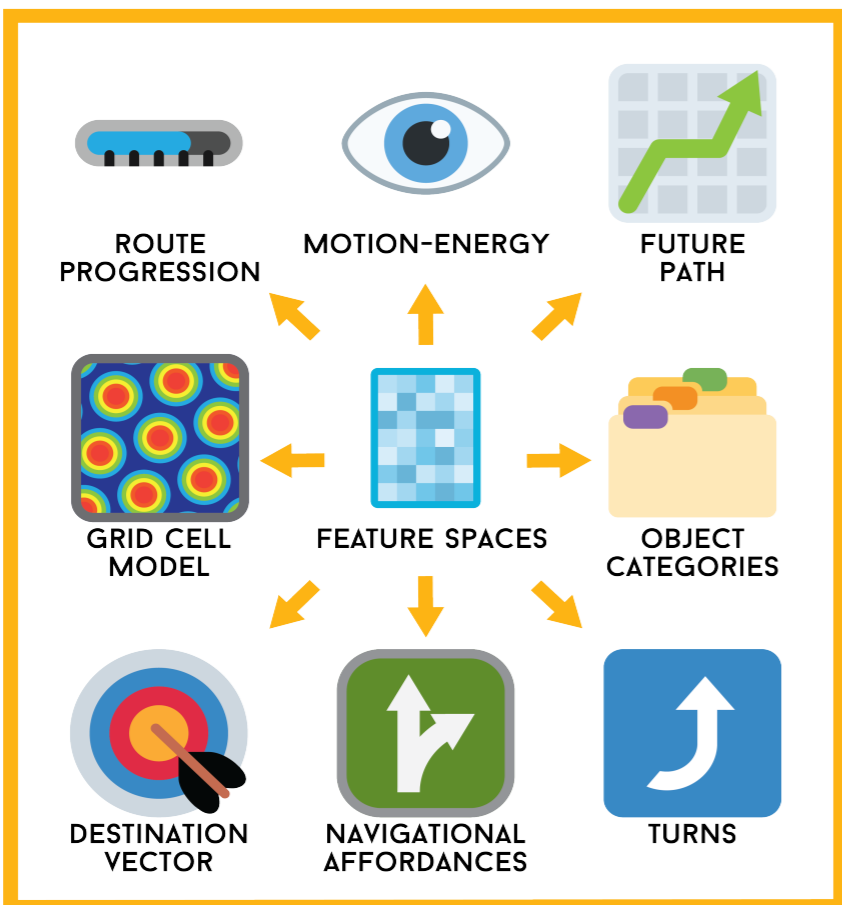 ROUTE
PROGRESSION
MOTION-ENERGY
FUTURE
PATH
GRID CELL
MODEL
FEATURE SPACES
OBJECT
CATEGORIES
DESTINATION
VECTOR
NAVIGATIONAL
AFFORDANCES
TURNS